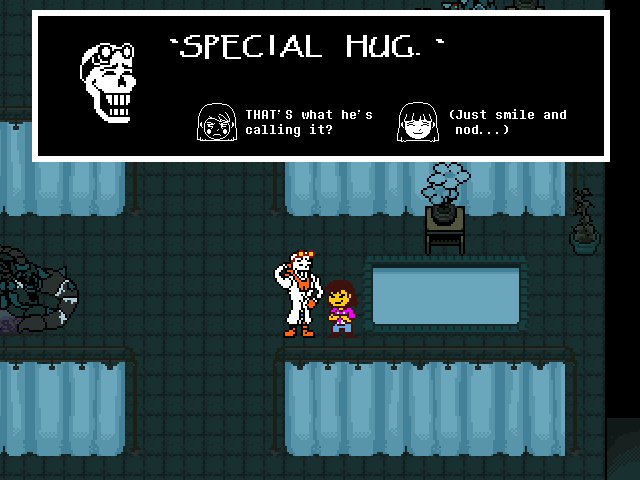 ~SPECIAL HUG. ~
THAT'S what he's
calling it?
(Just smile and
nod...)